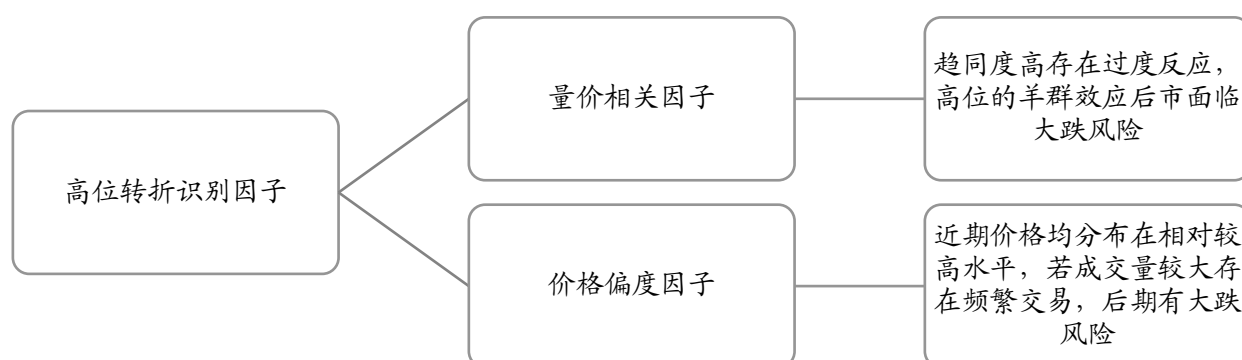 高位转折识别因子
量价相关因子
趋同度高存在过度反应，
高位的羊群效应后市面临
大跌风险
价格偏度因子
近期价格均分布在相对较
高水平，若成交量较大存
在频繁交易，后期有大跌
风险